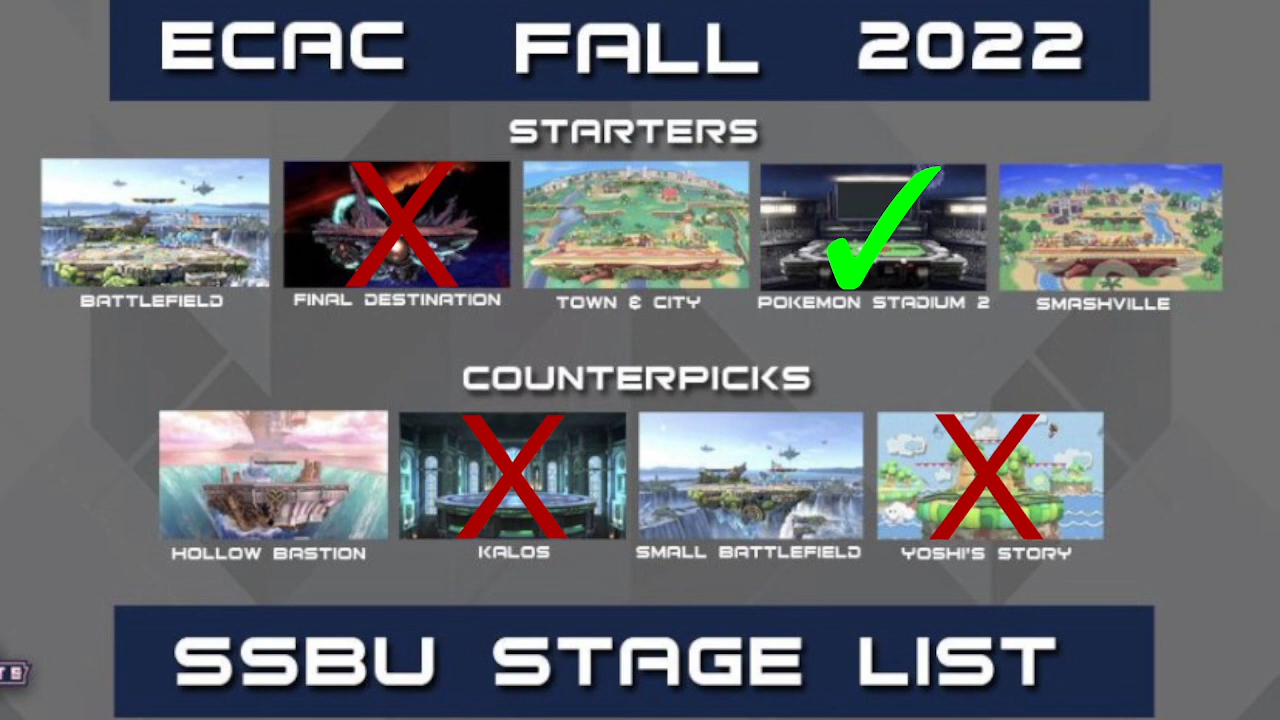 ECAC FALL 2022
STARTERS
BATTLEFIELD FINAL DESTINATION TOWN & CITY POKEMON STADIUM 2 SMASHVILLE
COUNTERPICKS
HOLLOW BASTION KALOS SMALL BATTLEFIELD YOSHI'S STORY
SSBU STAGE LIST
TS